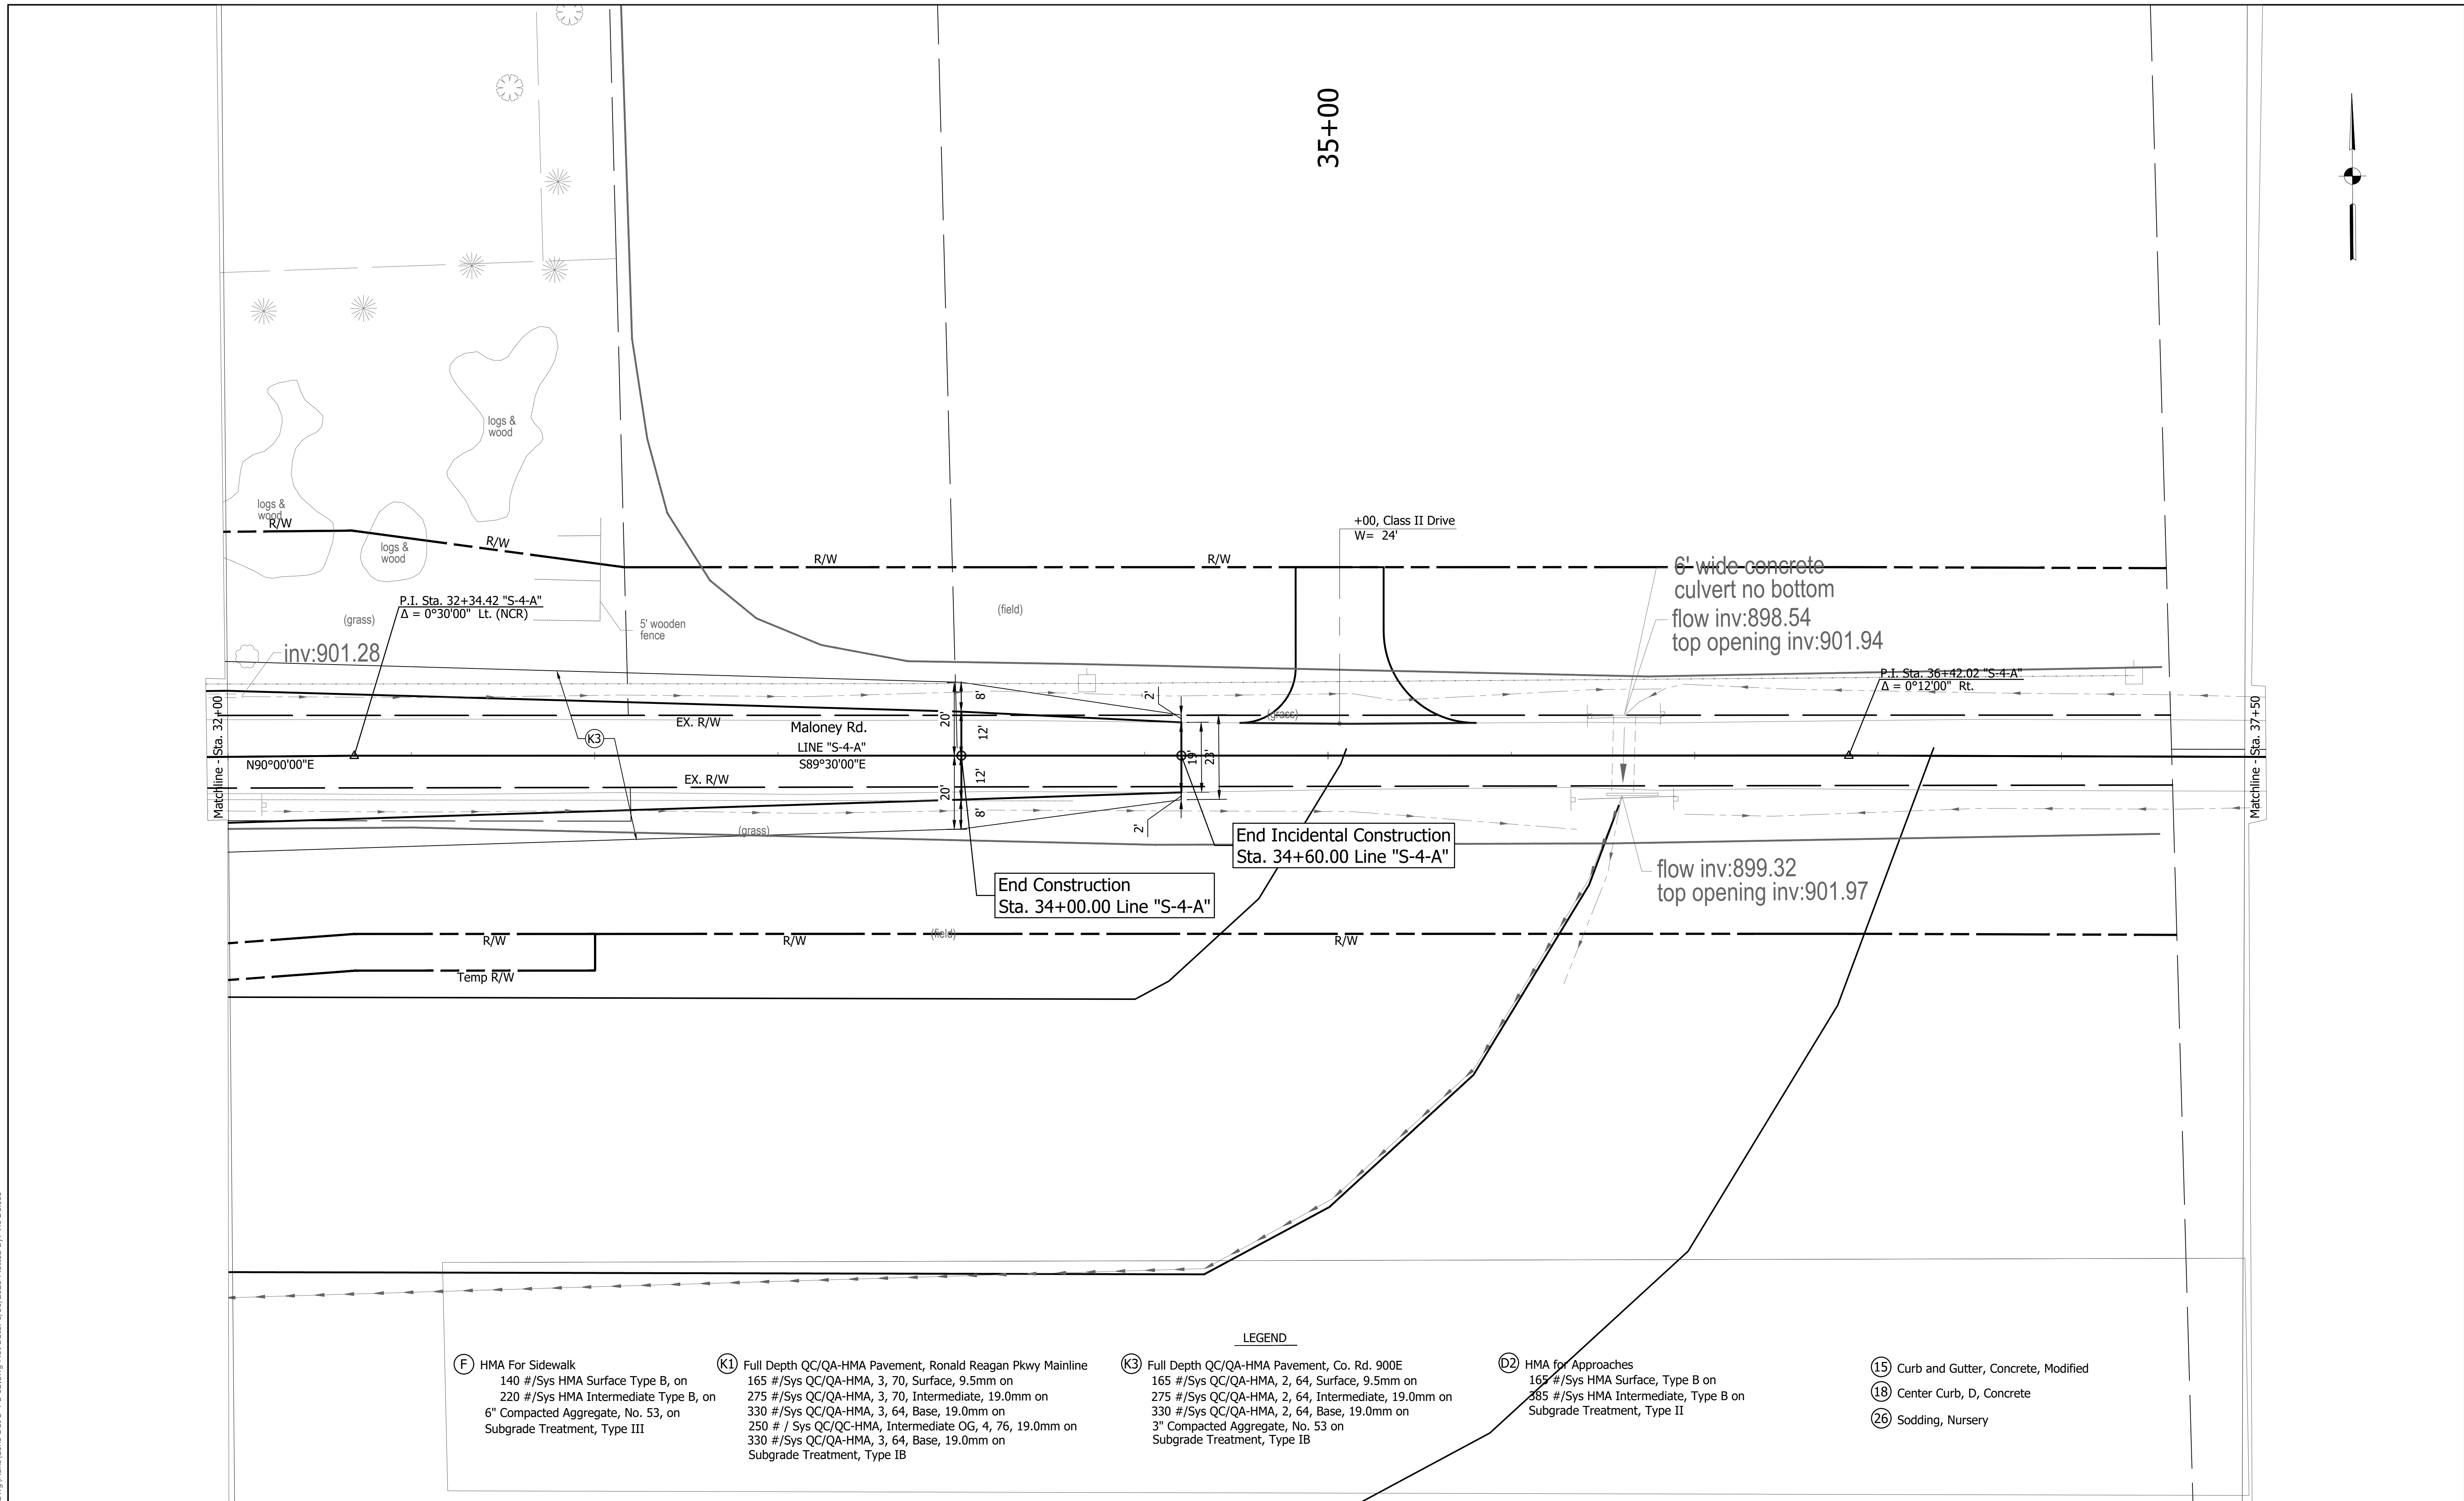 35+00
logs &
wood
logs &
wood
R/W
logs &
wood
R/W
R/W
R/W
+00, Class II Drive
W= 24'
6' wide concrete
culvert no bottom
flow inv:898.54
top opening inv:901.94
P.I. Sta. 32+34.42 "S-4-A"
Δ = 0°30'00" Lt. (NCR)
(grass)
5' wooden
fence
(field)
inv:901.28
P.I. Sta. 36+42.02 "S-4-A"
Δ = 0°12'00" Rt.
Matchline - Sta. 32+00
EX. R/W
Maloney Rd.
K3
LINE "S-4-A"
N90°00'00"E
S89°30'00"E
EX. R/W
20'
8'
12'
12'
20'
8'
2'
19'
23'
2'
(grass)
(grass)
Matchline - Sta. 37+50
End Incidental Construction
Sta. 34+60.00 Line "S-4-A"
End Construction
Sta. 34+00.00 Line "S-4-A"
flow inv:899.32
top opening inv:901.97
R/W
R/W
(field)
R/W
Temp R/W
LEGEND
F HMA For Sidewalk
140 #/Sys HMA Surface Type B, on
220 #/Sys HMA Intermediate Type B, on
6" Compacted Aggregate, No. 53, on
Subgrade Treatment, Type III
K1 Full Depth QC/QA-HMA Pavement, Ronald Reagan Pkwy Mainline
165 #/Sys QC/QA-HMA, 3, 70, Surface, 9.5mm on
275 #/Sys QC/QA-HMA, 3, 70, Intermediate, 19.0mm on
330 #/Sys QC/QA-HMA, 3, 64, Base, 19.0mm on
250 # / Sys QC/QC-HMA, Intermediate OG, 4, 76, 19.0mm on
330 #/Sys QC/QA-HMA, 3, 64, Base, 19.0mm on
Subgrade Treatment, Type IB
K3 Full Depth QC/QA-HMA Pavement, Co. Rd. 900E
165 #/Sys QC/QA-HMA, 2, 64, Surface, 9.5mm on
275 #/Sys QC/QA-HMA, 2, 64, Intermediate, 19.0mm on
330 #/Sys QC/QA-HMA, 2, 64, Base, 19.0mm on
3" Compacted Aggregate, No. 53 on
Subgrade Treatment, Type IB
D2 HMA for Approaches
165 #/Sys HMA Surface, Type B on
385 #/Sys HMA Intermediate, Type B on
Subgrade Treatment, Type II
15 Curb and Gutter, Concrete, Modified
18 Center Curb, D, Concrete
26 Sodding, Nursery